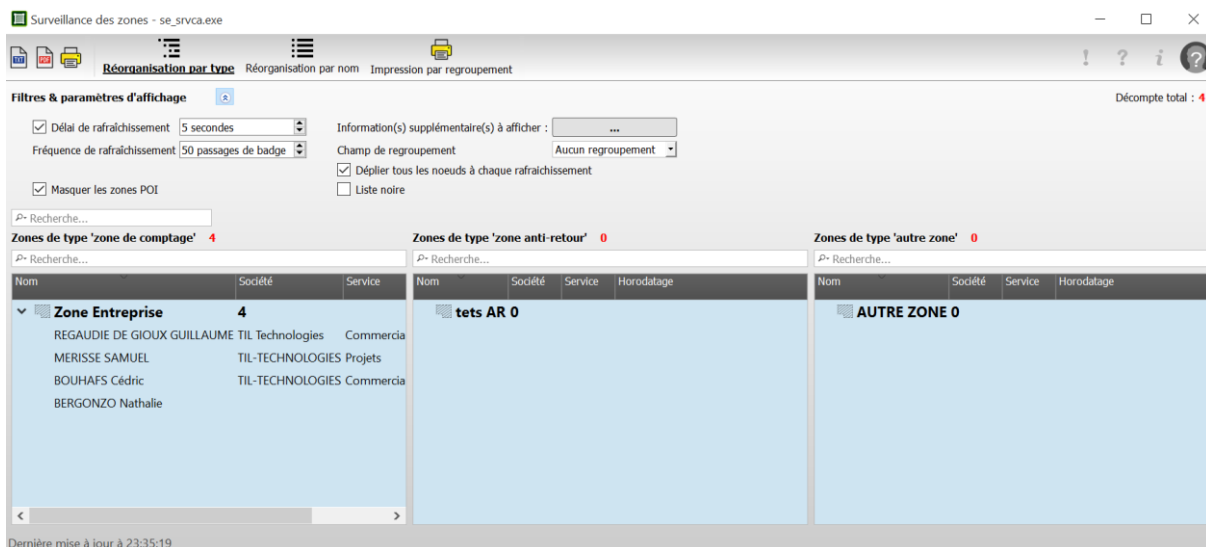 Surveillance des zones - se_srvca.exe
TXT PDF
Réorganisation par type Réorganisation par nom Impression par regroupement
! ? i ?
Filtres & paramètres d'affichage
Décompte total : 4
Délai de rafraîchissement 5 secondes Information(s) supplémentaire(s) à afficher : ...
Fréquence de rafraîchissement 50 passages de badge Champ de regroupement Aucun regroupement
Déplier tous les noeuds à chaque rafraichissement
Masquer les zones POI Liste noire
Recherche...
Zones de type 'zone de comptage' 4 Zones de type 'zone anti-retour' 0 Zones de type 'autre zone' 0
Recherche... Recherche... Recherche...
Nom Société Service Nom Société Service Horodatage Nom Société Service Horodatage
Zone Entreprise 4 tets AR 0 AUTRE ZONE 0
REGAUDIE DE GIOUX GUILLAUME TIL Technologies Commercia
MERISSE SAMUEL TIL-TECHNOLOGIES Projets
BOUHAFS Cédric TIL-TECHNOLOGIES Commercia
BERGONZO Nathalie
Dernière mise à jour à 23:35:19